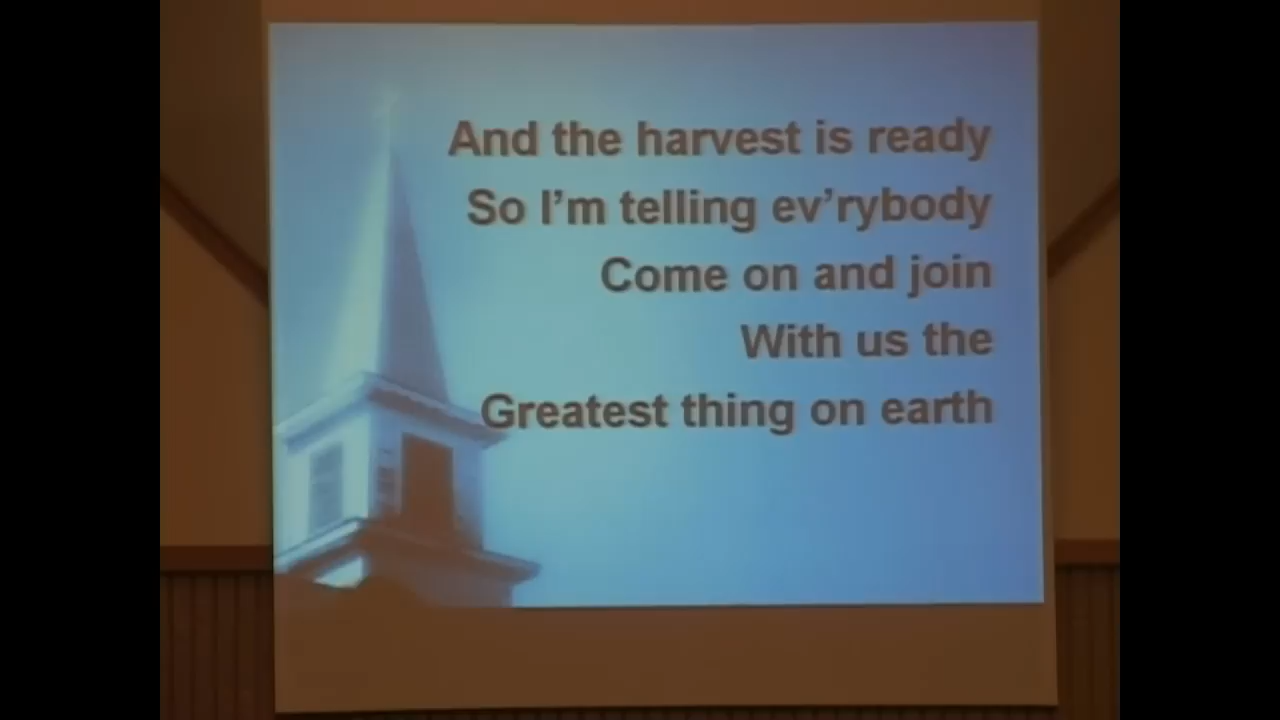 And the harvest is ready
So I'm telling ev'rybody
Come on and join
With us the
Greatest thing on earth